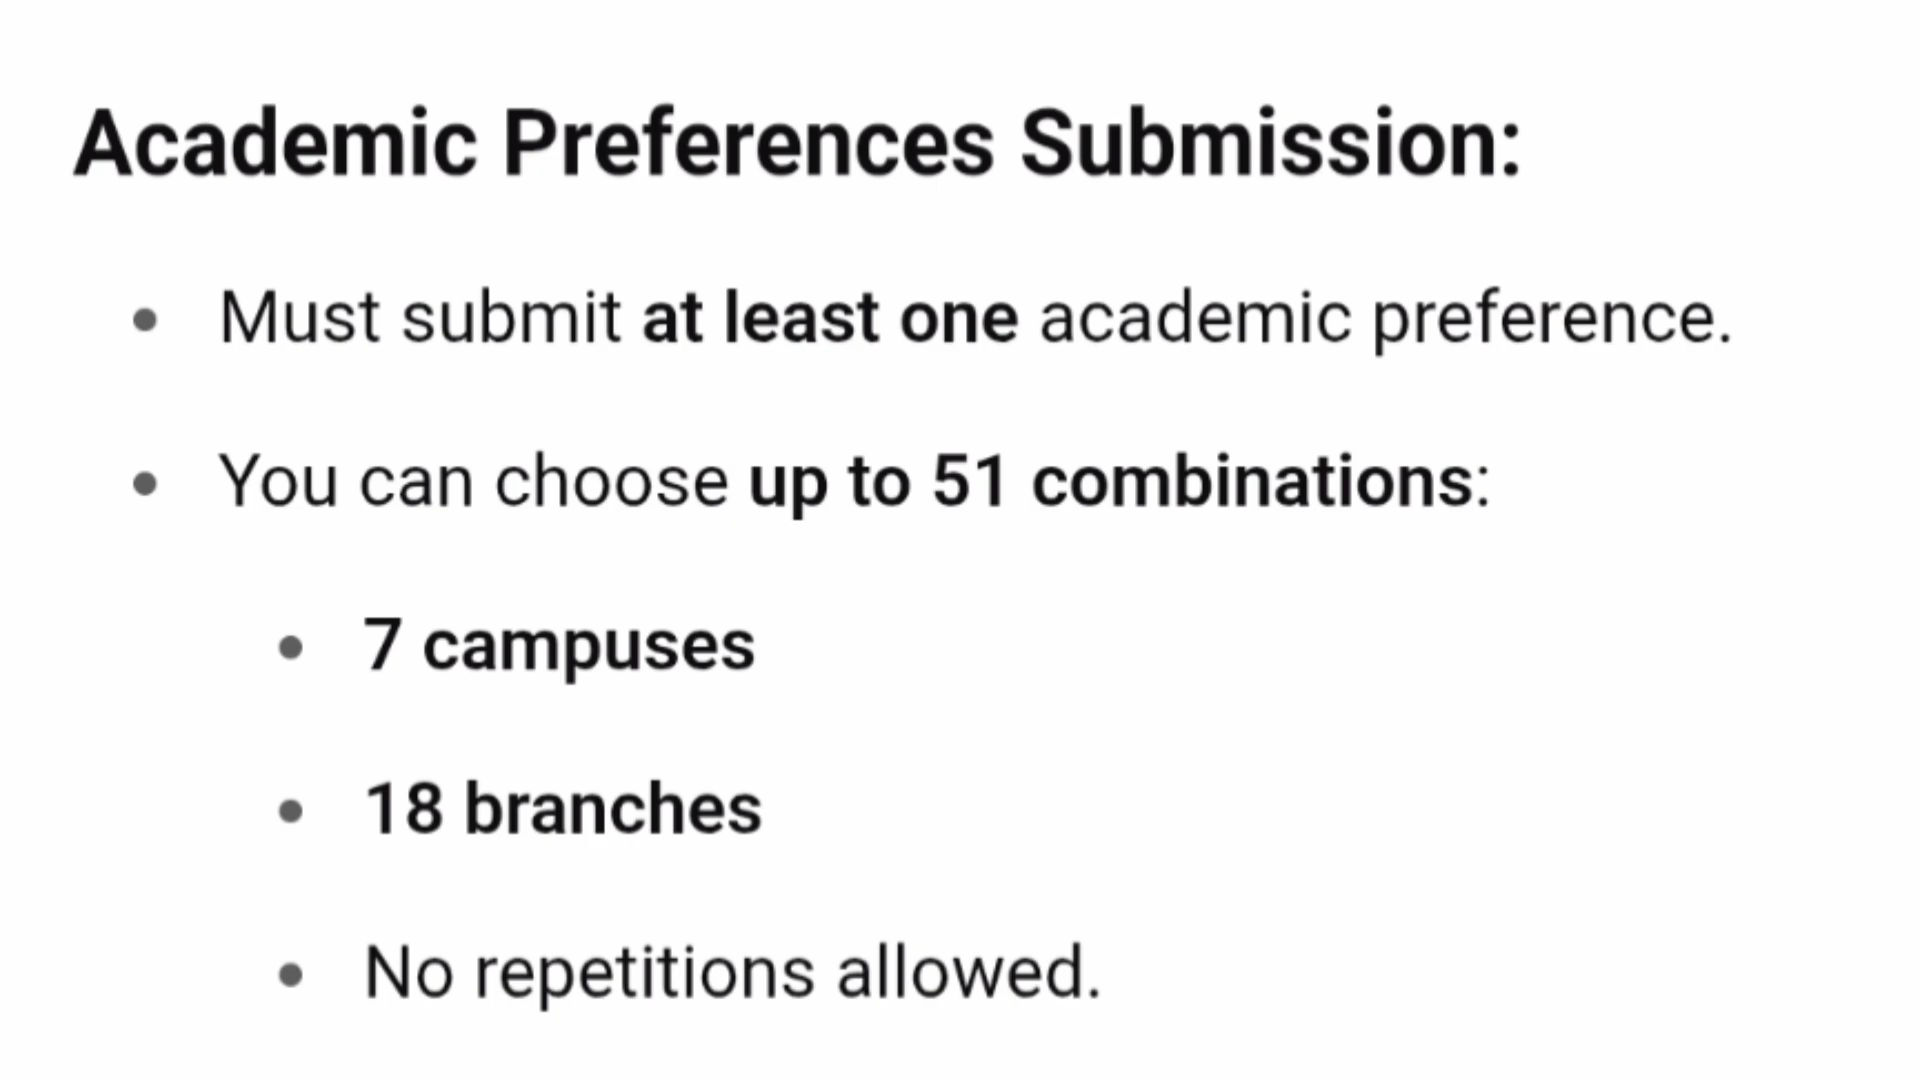 Academic Preferences Submission:
Must submit at least one academic preference.
You can choose up to 51 combinations:
7 campuses
18 branches
No repetitions allowed.